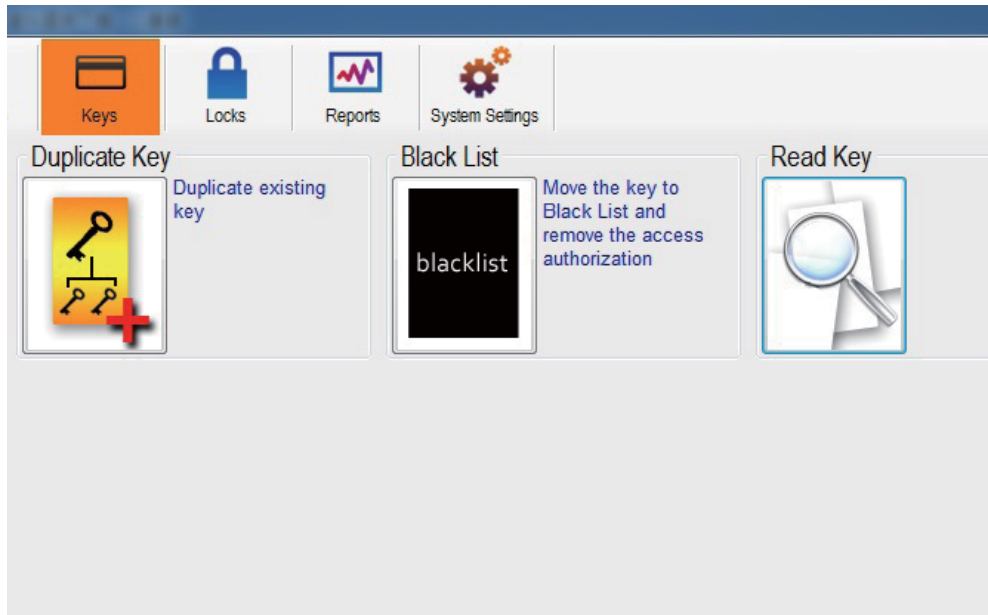 Keys
Locks
Reports
System Settings
Duplicate Key
Duplicate existing
key
Black List
blacklist
Move the key to
Black List and
remove the access
authorization
Read Key